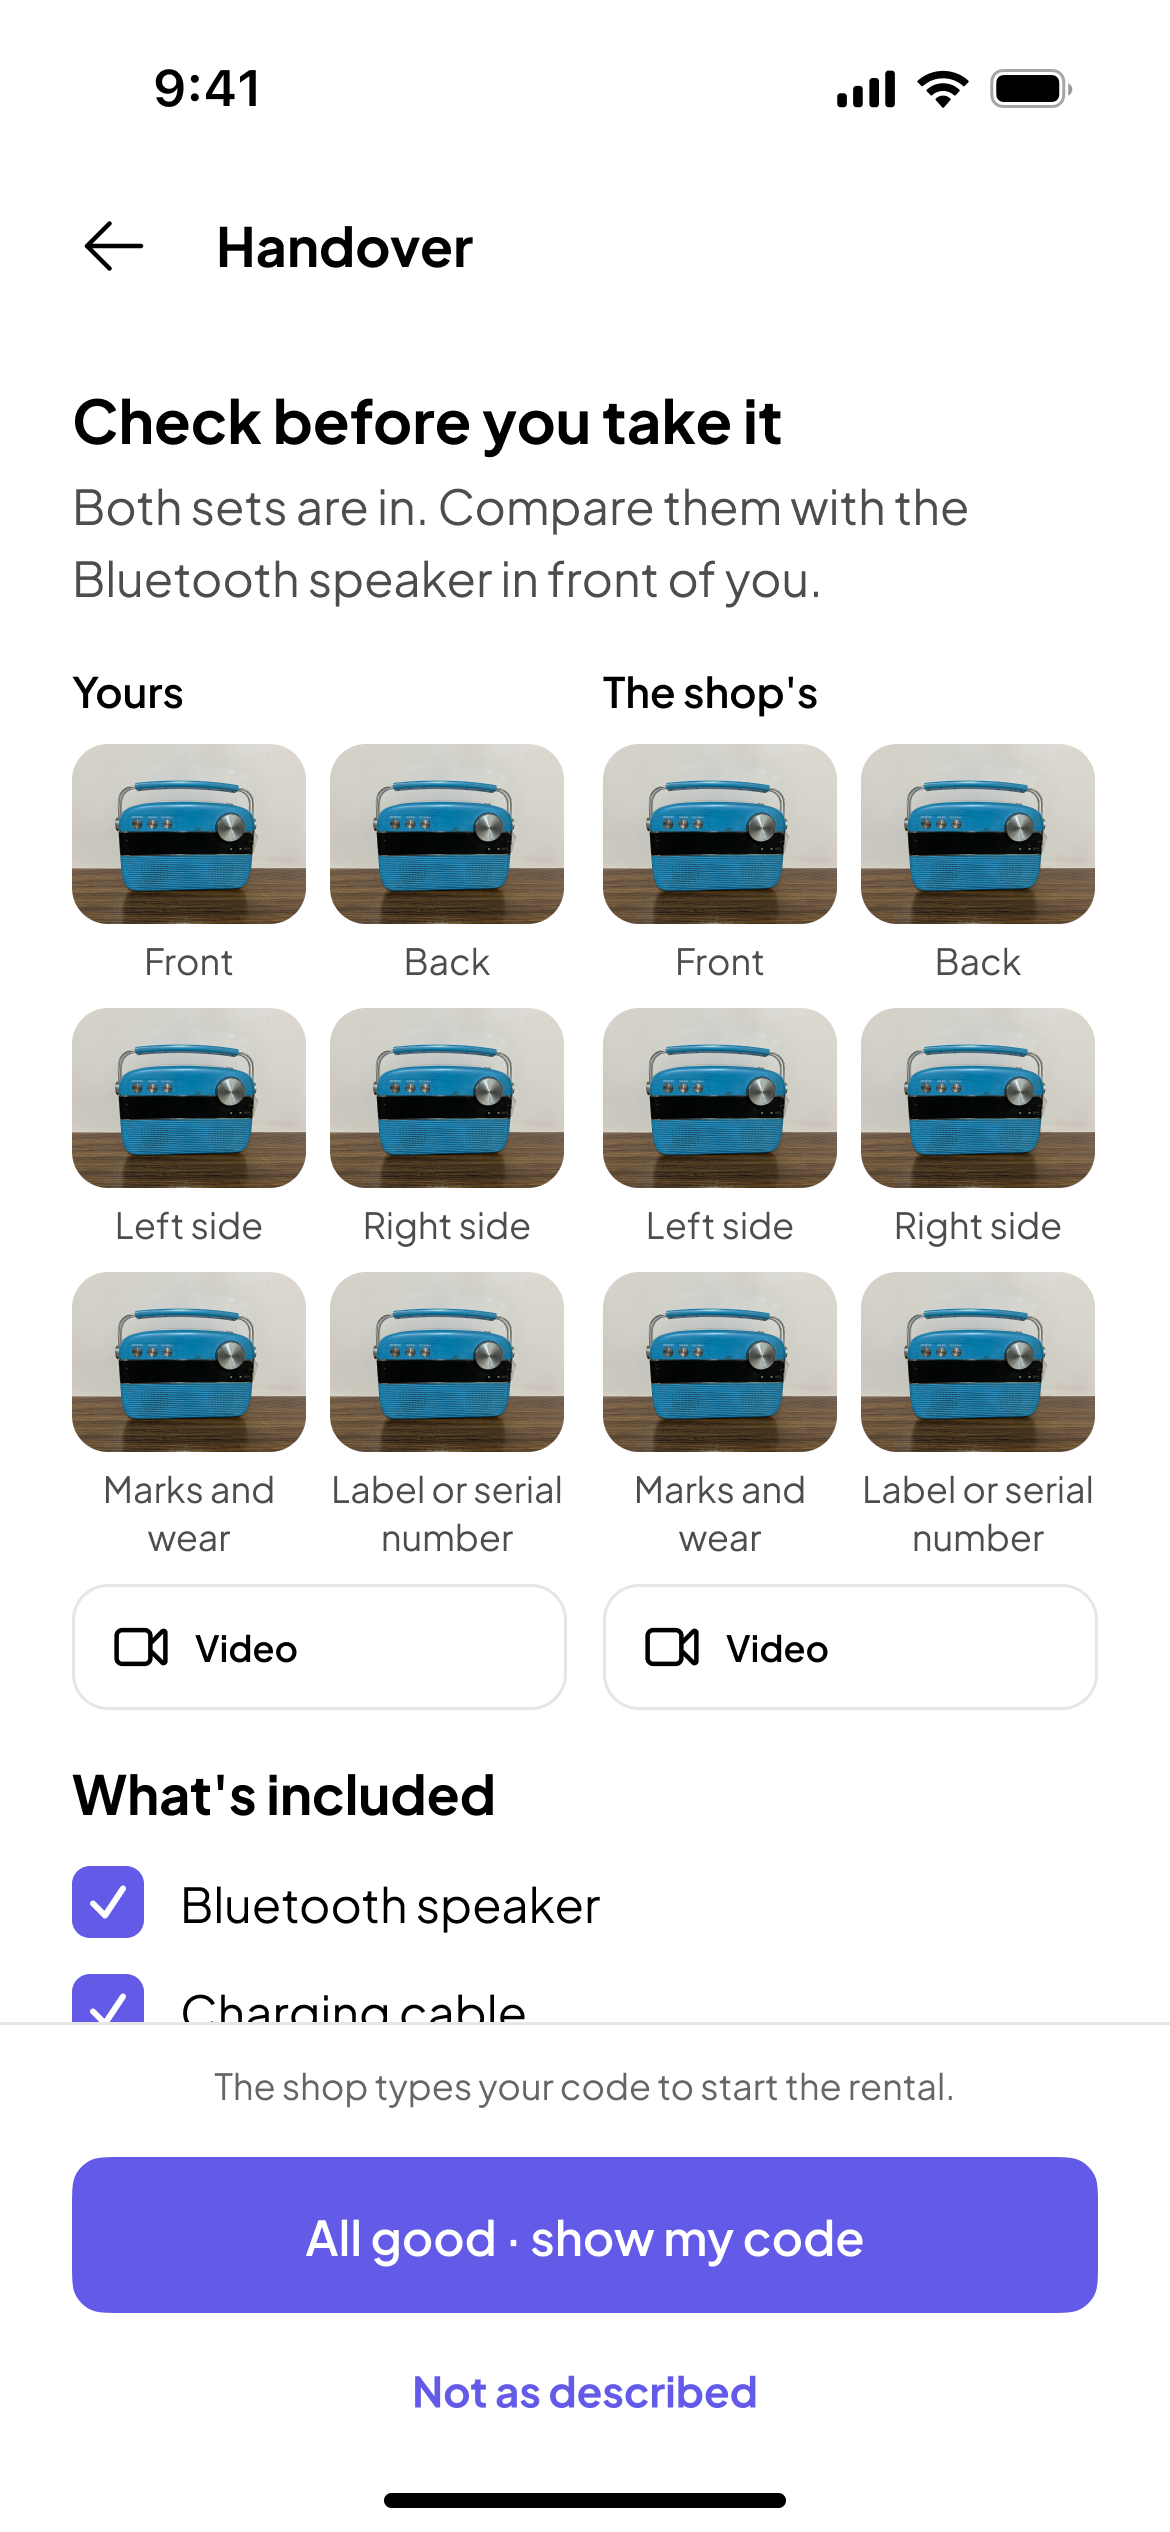 9:41
Handover
Check before you take it
Both sets are in. Compare them with the
Bluetooth speaker in front of you.
Yours
The shop's
Front
Back
Front
Back
Left side
Right side
Left side
Right side
Marks and
wear
Label or serial
number
Marks and
wear
Label or serial
number
Video
Video
What's included
Bluetooth speaker
Charging cable
The shop types your code to start the rental.
All good · show my code
Not as described